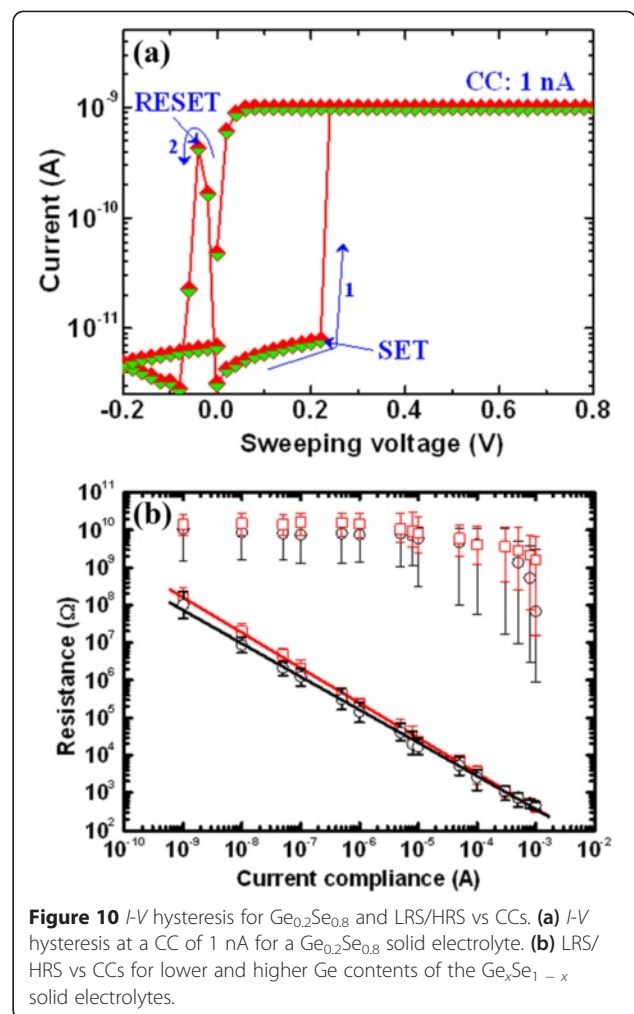 (a)
CC: 1 nA
RESET
2
1
SET
10⁻⁹
10⁻¹⁰
10⁻¹¹
Current (A)
-0.2 0.0 0.2 0.4 0.6 0.8
Sweeping voltage (V)
(b)
10¹¹
10¹⁰
10⁹
10⁸
10⁷
10⁶
10⁵
10⁴
10³
10²
Resistance (Ω)
10⁻¹⁰ 10⁻⁹ 10⁻⁸ 10⁻⁷ 10⁻⁶ 10⁻⁵ 10⁻⁴ 10⁻³ 10⁻²
Current compliance (A)
Figure 10 I-V hysteresis for Ge₀.₂Se₀.₈ and LRS/HRS vs CCs. (a) I-V
hysteresis at a CC of 1 nA for a Ge₀.₂Se₀.₈ solid electrolyte. (b) LRS/
HRS vs CCs for lower and higher Ge contents of the GeₓSe₁ ₋ ₓ
solid electrolytes.